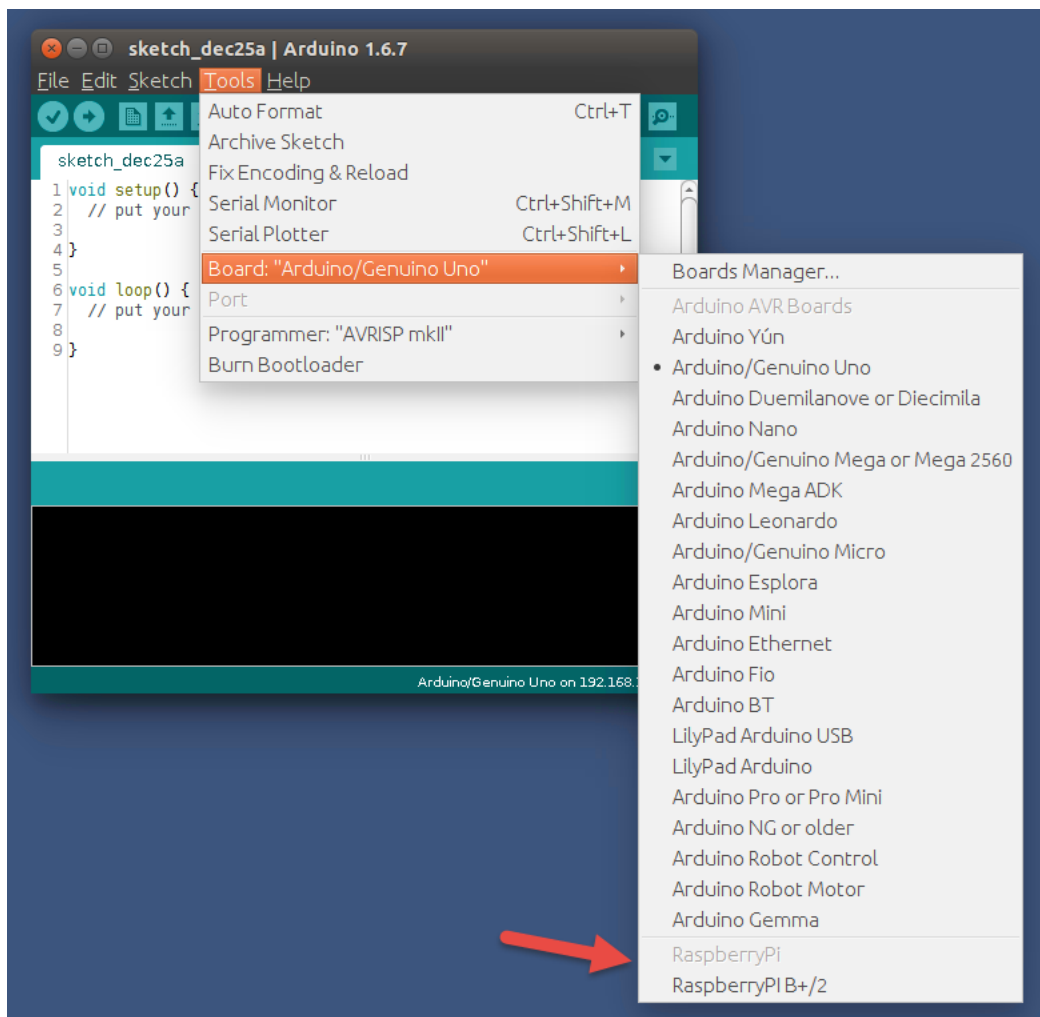 sketch_dec25a | Arduino 1.6.7
File Edit Sketch Tools Help
Auto Format Ctrl+T
Archive Sketch
Fix Encoding & Reload
Serial Monitor Ctrl+Shift+M
Serial Plotter Ctrl+Shift+L
Board: "Arduino/Genuino Uno"
Port
Programmer: "AVRISP mkII"
Burn Bootloader
sketch_dec25a
1 void setup() {
2 // put your
3
4 }
5
6 void loop() {
7 // put your
8
9 }
Boards Manager...
Arduino AVR Boards
Arduino Yún
Arduino/Genuino Uno
Arduino Duemilanove or Diecimila
Arduino Nano
Arduino/Genuino Mega or Mega 2560
Arduino Mega ADK
Arduino Leonardo
Arduino/Genuino Micro
Arduino Esplora
Arduino Mini
Arduino Ethernet
Arduino Fio
Arduino BT
LilyPad Arduino USB
LilyPad Arduino
Arduino Pro or Pro Mini
Arduino NG or older
Arduino Robot Control
Arduino Robot Motor
Arduino Gemma
RaspberryPi
RaspberryPI B+/2
Arduino/Genuino Uno on 192.168.